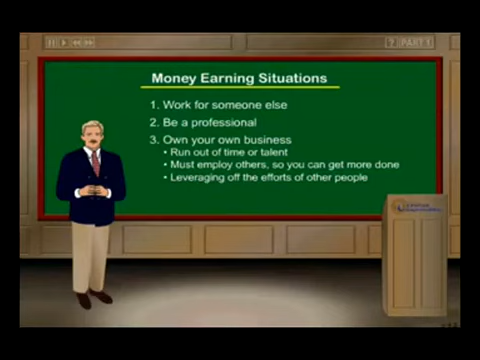 ? PART 1
Money Earning Situations
1. Work for someone else
2. Be a professional
3. Own your own business
• Run out of time or talent
• Must employ others, so you can get more done
• Leveraging off the efforts of other people